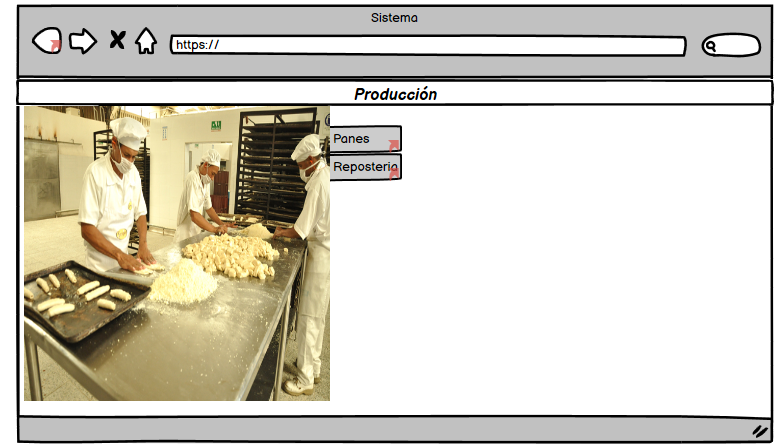 Sistema
https://
Producción
Panes
Reposteria